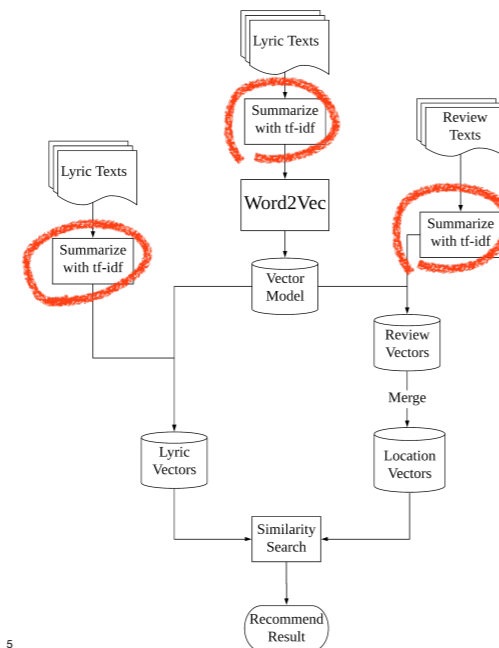 Lyric Texts
Summarize
with tf-idf
Review
Texts
Lyric Texts
Word2Vec
Summarize
with tf-idf
Summarize
with tf-idf
Vector
Model
Review
Vectors
Merge
Lyric
Vectors
Location
Vectors
Similarity
Search
Recommend
Result
5